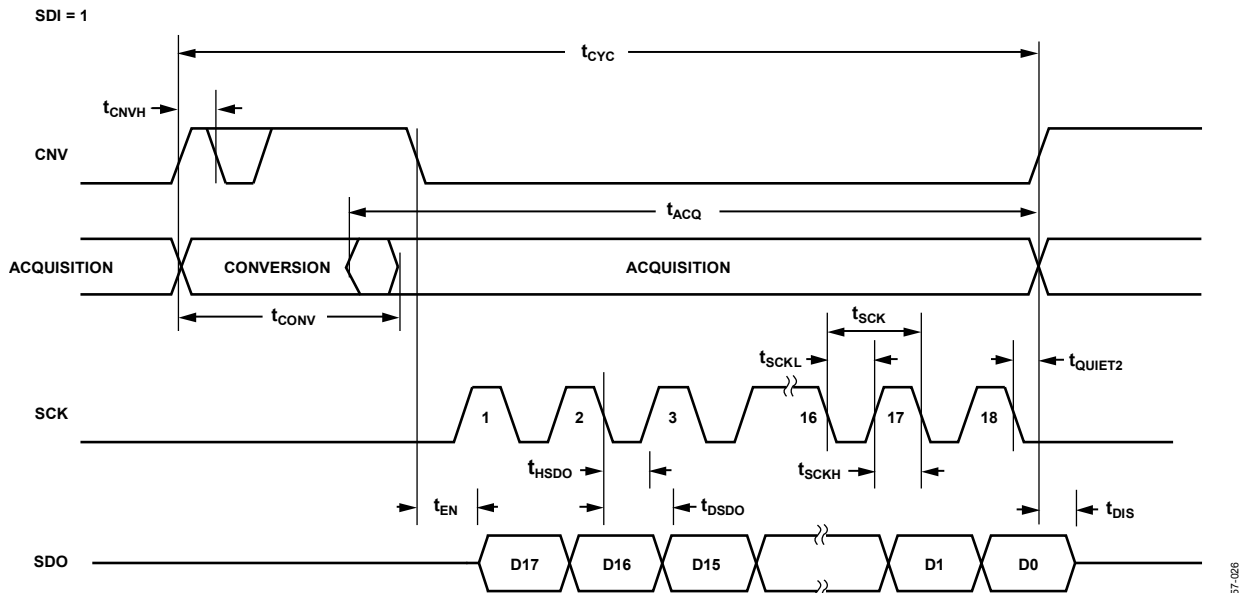 SDI = 1
tCYC
tCNVH
CNV
tACQ
ACQUISITION CONVERSION ACQUISITION
tCONV
tSCK
tSCKL
tQUIET2
SCK 1 2 3 16 17 18
tHSDO
tSCKH
tEN
tDSDO
tDIS
SDO D17 D16 D15 D1 D0
57-026